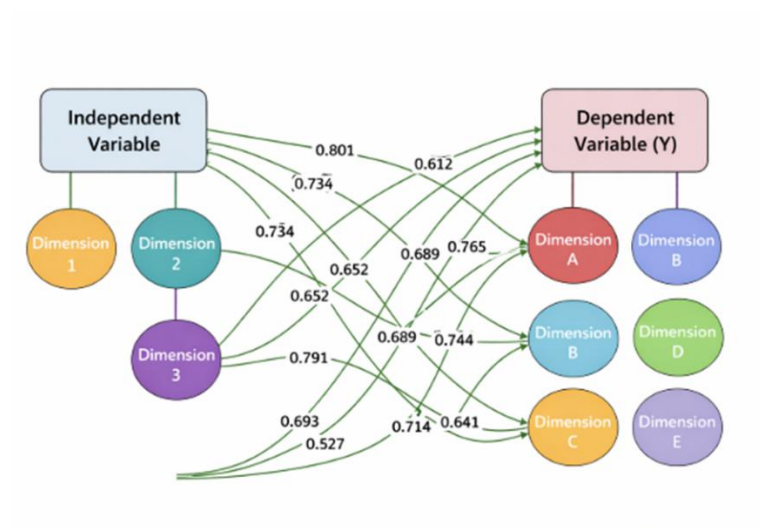 Independent
Variable
Dependent
Variable (Y)
0.801
0.612
0.734
0.734
0.689
0.765
0.652
0.652
0.689
0.744
0.791
0.693
0.527
0.714
0.641
Dimension
1
Dimension
2
Dimension
3
Dimension
A
Dimension
B
Dimension
B
Dimension
D
Dimension
C
Dimension
E